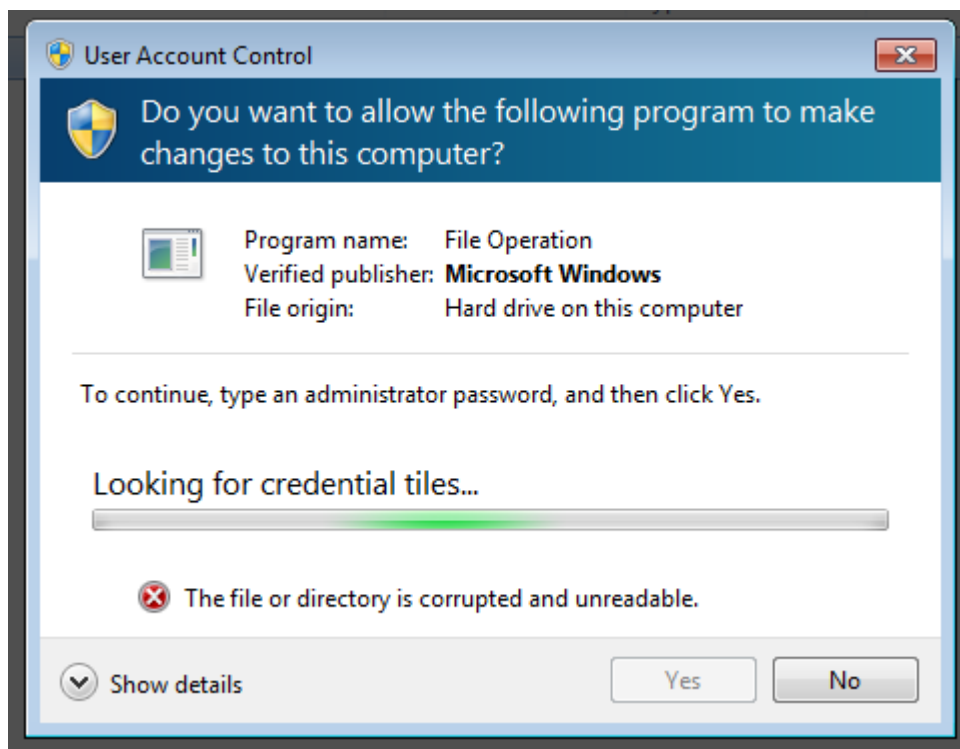 User Account Control
Do you want to allow the following program to make
changes to this computer?
Program name: File Operation
Verified publisher: Microsoft Windows
File origin: Hard drive on this computer
To continue, type an administrator password, and then click Yes.
Looking for credential tiles...
The file or directory is corrupted and unreadable.
Show details Yes No